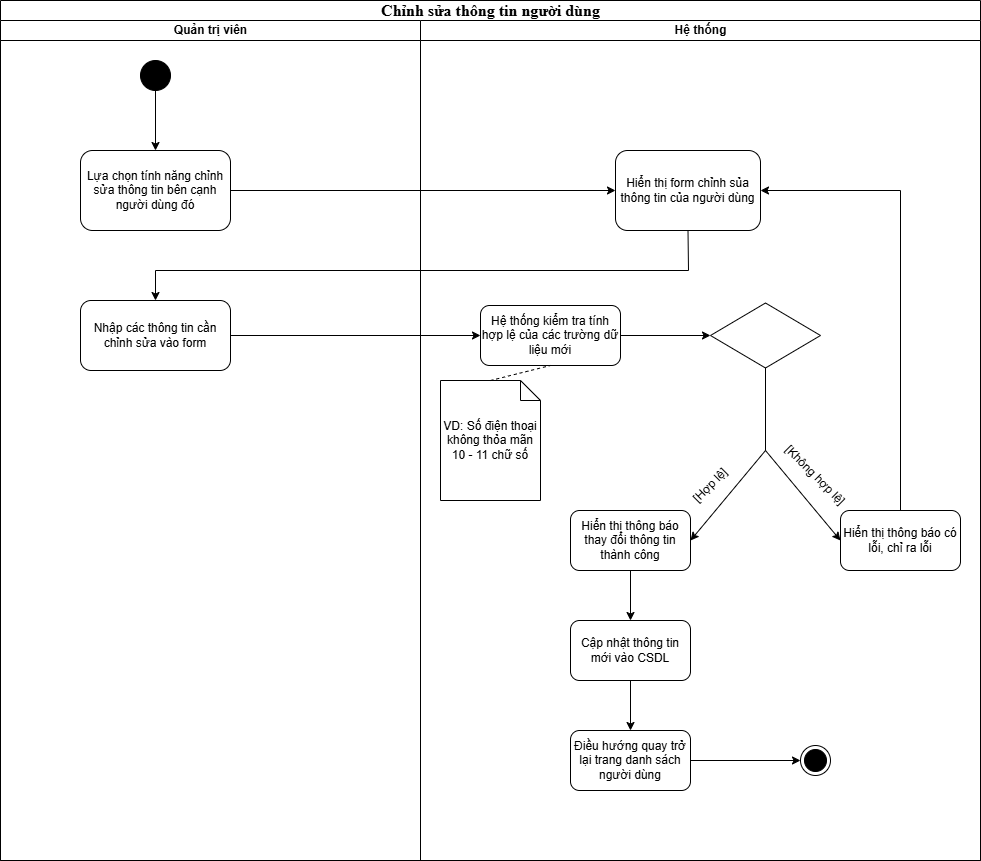 Chỉnh sửa thông tin người dùng
Quản trị viên
Hệ thống
Lựa chọn tính năng chỉnh
sửa thông tin bên cạnh
người dùng đó
Hiển thị form chỉnh sủa
thông tin của người dùng
Nhập các thông tin cần
chỉnh sửa vào form
Hệ thống kiểm tra tính
hợp lệ của các trường dữ
liệu mới
VD: Số điện thoại
không thỏa mãn
10 - 11 chữ số
[Hợp lệ]
[Không hợp lệ]
Hiển thị thông báo
thay đổi thông tin
thành công
Hiển thị thông báo có
lỗi, chỉ ra lỗi
Cập nhật thông tin
mới vào CSDL
Điều hướng quay trở
lại trang danh sách
người dùng